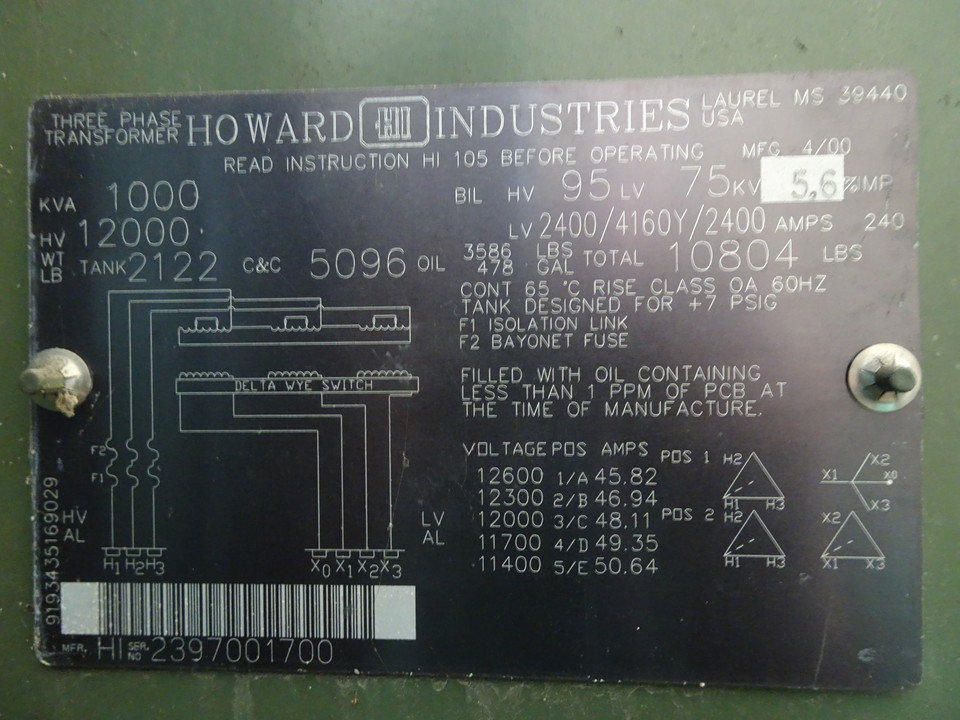 THREE PHASE TRANSFORMER HOWARD HI INDUSTRIES LAUREL MS 39440 USA
READ INSTRUCTION HI 105 BEFORE OPERATING MFG 4/00
KVA 1000 BIL HV 95 LV 75 KV 5,6 % IMP
HV 12000 LV 2400/4160Y/2400 AMPS 240
WT LB TANK 2122 C&C 5096 OIL 3586 LBS 478 GAL TOTAL 10804 LBS
CONT 65 °C RISE CLASS OA 60HZ
TANK DESIGNED FOR +7 PSIG
F1 ISOLATION LINK
F2 BAYONET FUSE
DELTA WYE SWITCH
FILLED WITH OIL CONTAINING
LESS THAN 1 PPM OF PCB AT
THE TIME OF MANUFACTURE.
F2
F1
HV AL
LV AL
H1 H2 H3
X0 X1 X2 X3
VOLTAGE POS AMPS
12600 1/A 45.82
12300 2/B 46.94
12000 3/C 48.11
11700 4/D 49.35
11400 5/E 50.64
POS 1 H2 H1 H3 X1 X2 X0 X3
POS 2 H2 H1 H3 X2 X1 X3
9193435169029
MFR. HI SER. NO 2397001700